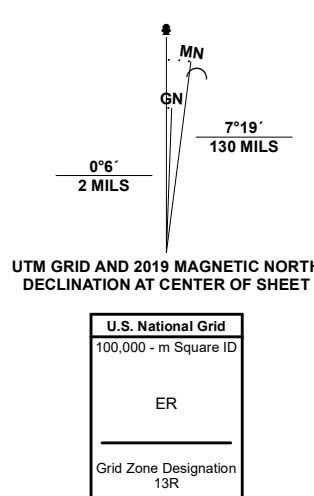 MN
GN
7°19´
130 MILS
0°6´
2 MILS
UTM GRID AND 2019 MAGNETIC NORTH
DECLINATION AT CENTER OF SHEET
U.S. National Grid
100,000 - m Square ID
ER
Grid Zone Designation
13R